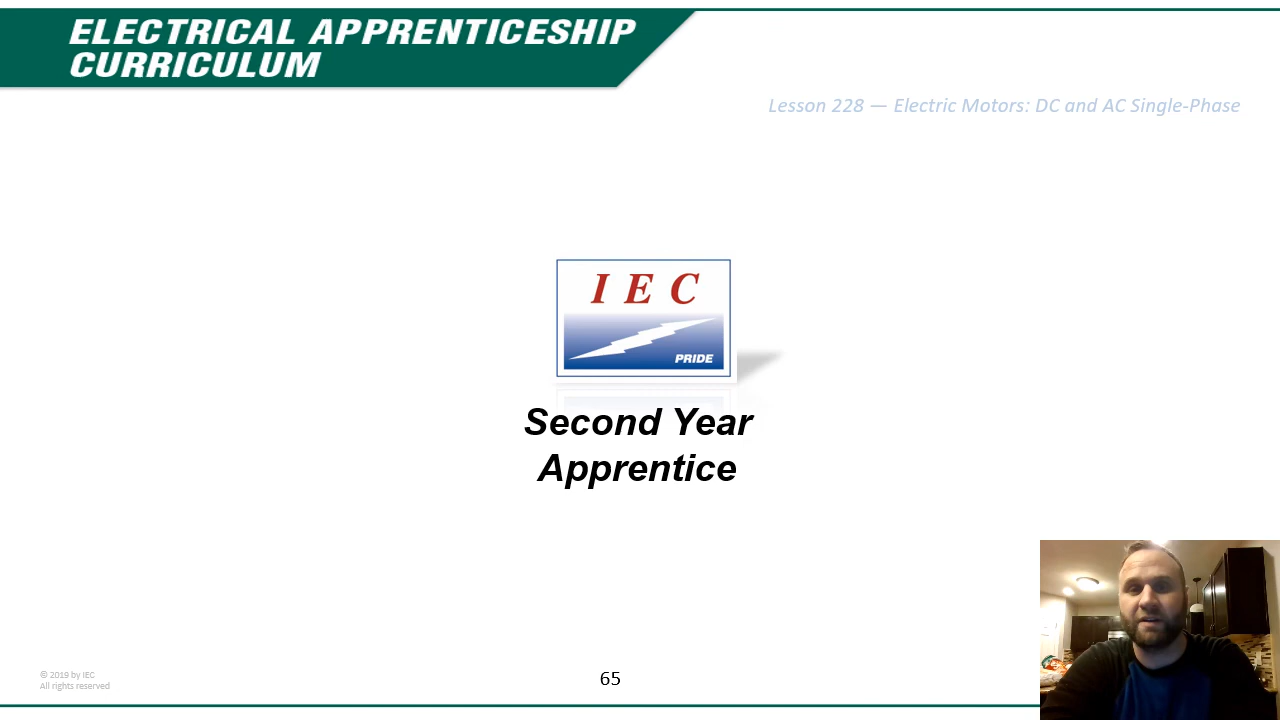 ELECTRICAL APPRENTICESHIP
CURRICULUM
Lesson 228 — Electric Motors: DC and AC Single-Phase
I E C
PRIDE
Second Year
Apprentice
© 2019 by IEC
All rights reserved
65